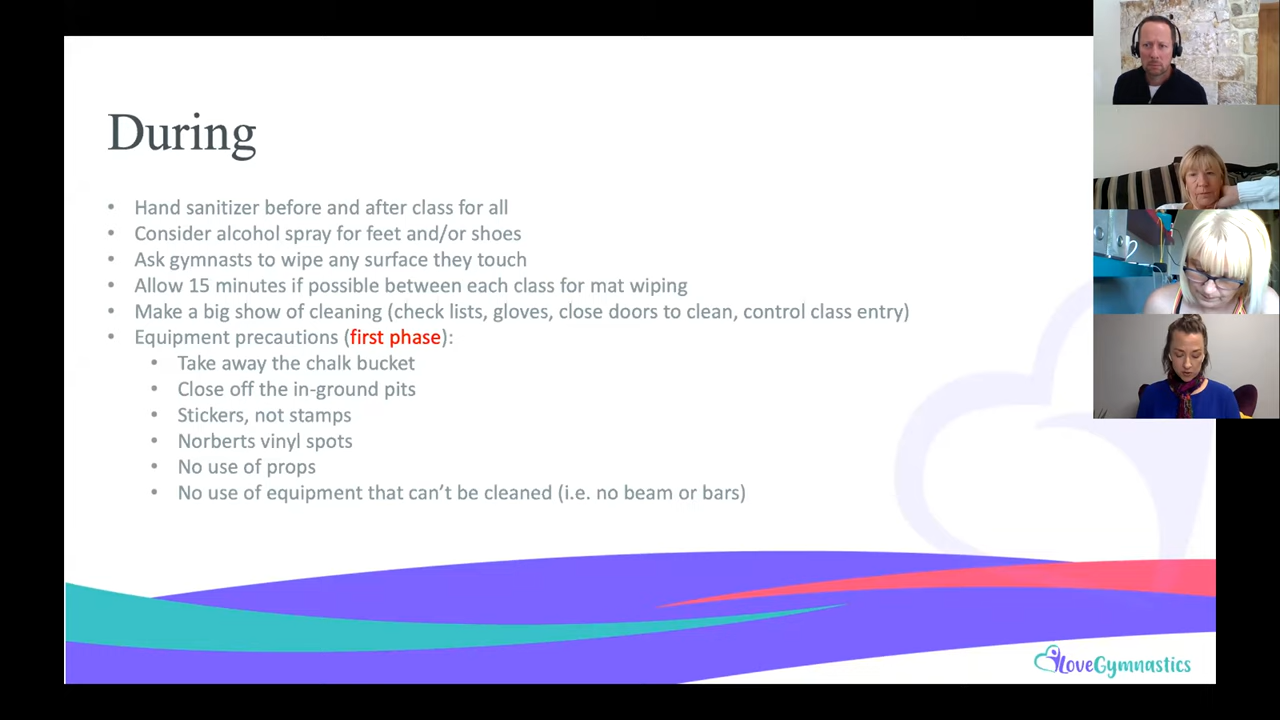 During
• Hand sanitizer before and after class for all
• Consider alcohol spray for feet and/or shoes
• Ask gymnasts to wipe any surface they touch
• Allow 15 minutes if possible between each class for mat wiping
• Make a big show of cleaning (check lists, gloves, close doors to clean, control class entry)
• Equipment precautions (first phase):
• Take away the chalk bucket
• Close off the in-ground pits
• Stickers, not stamps
• Norberts vinyl spots
• No use of props
• No use of equipment that can’t be cleaned (i.e. no beam or bars)
iLoveGymnastics